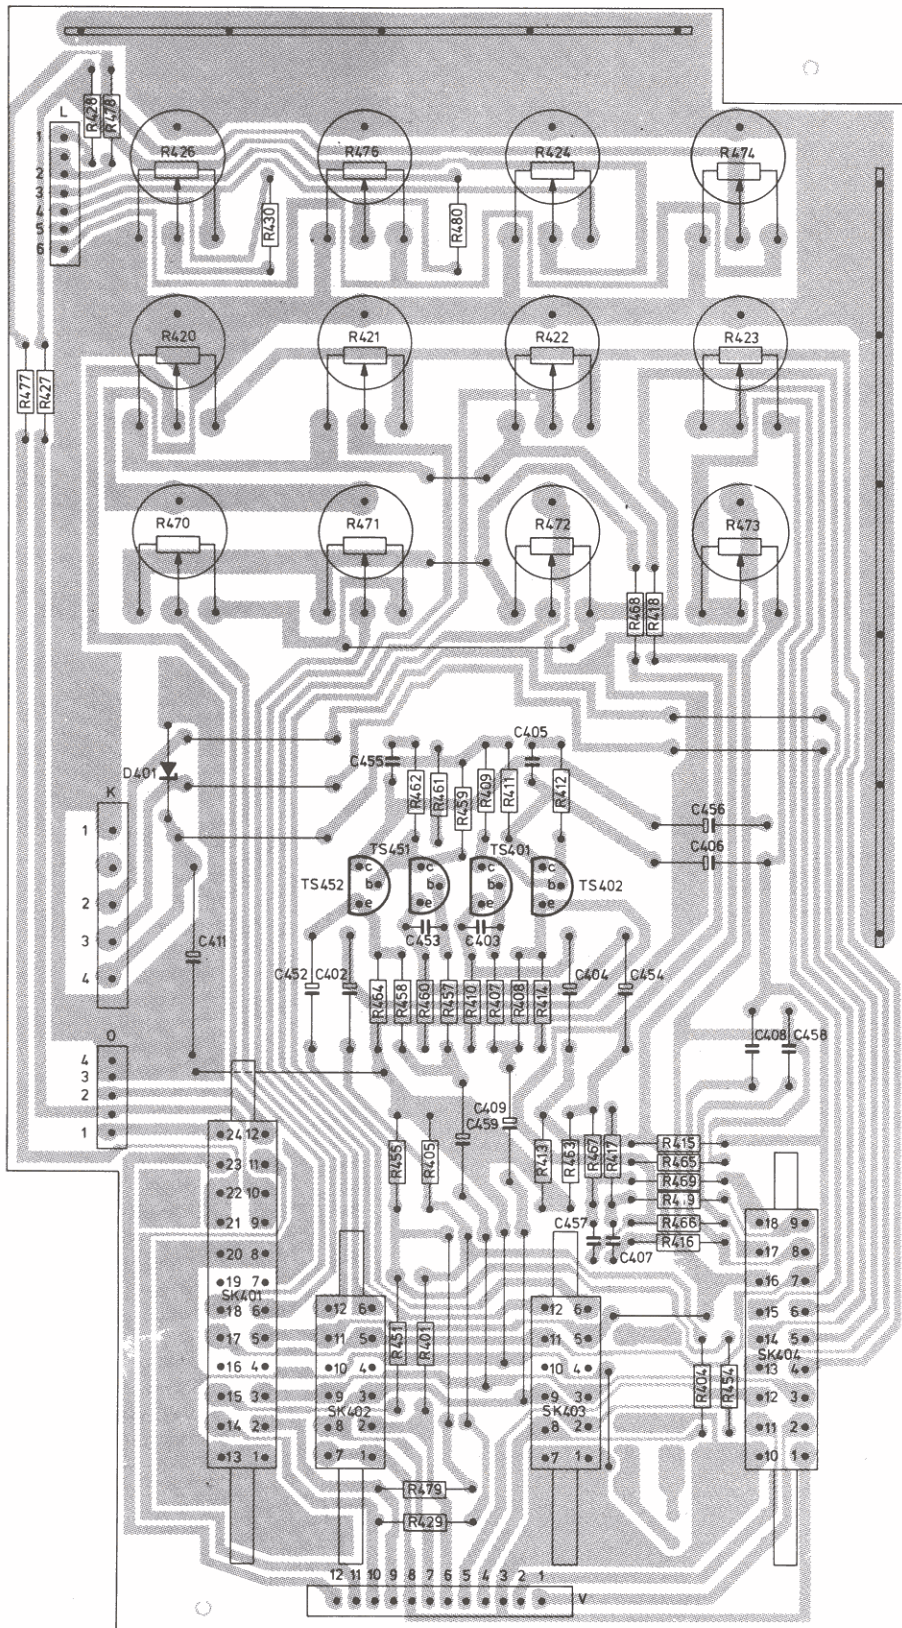 L
R428
R478
1
2
3
4
5
6
R426
R476
R424
R474
R430
R480
R420
R421
R422
R423
R477
R427
R470
R471
R472
R473
R468
R418
D401
C455
C405
R462
R461
R459
R409
R411
R412
C456
C406
K
1
2
3
4
TS451
TS401
TS452
TS402
c
b
e
c
b
e
c
b
e
c
b
e
C411
C453
C403
C452
C402
C404
C454
R464
R458
R460
R457
R410
R407
R408
R414
C408
C458
O
4
3
2
1
C409
C459
R455
R405
R413
R463
R467
R417
R415
R465
R469
R4.9
R466
R416
C457
C407
24 12
23 11
22 10
21 9
20 8
19 7
SK401
18 6
17 5
16 4
15 3
14 2
13 1
12 6
11 5
10 4
9 3
SK402
8 2
7 1
R451
R401
12 6
11 5
10 4
9 3
SK403
8 2
7 1
R404
R454
18 9
17 8
16 7
15 6
14 5
SK404
13 4
12 3
11 2
10 1
R479
R429
12 11 10 9 8 7 6 5 4 3 2 1
V